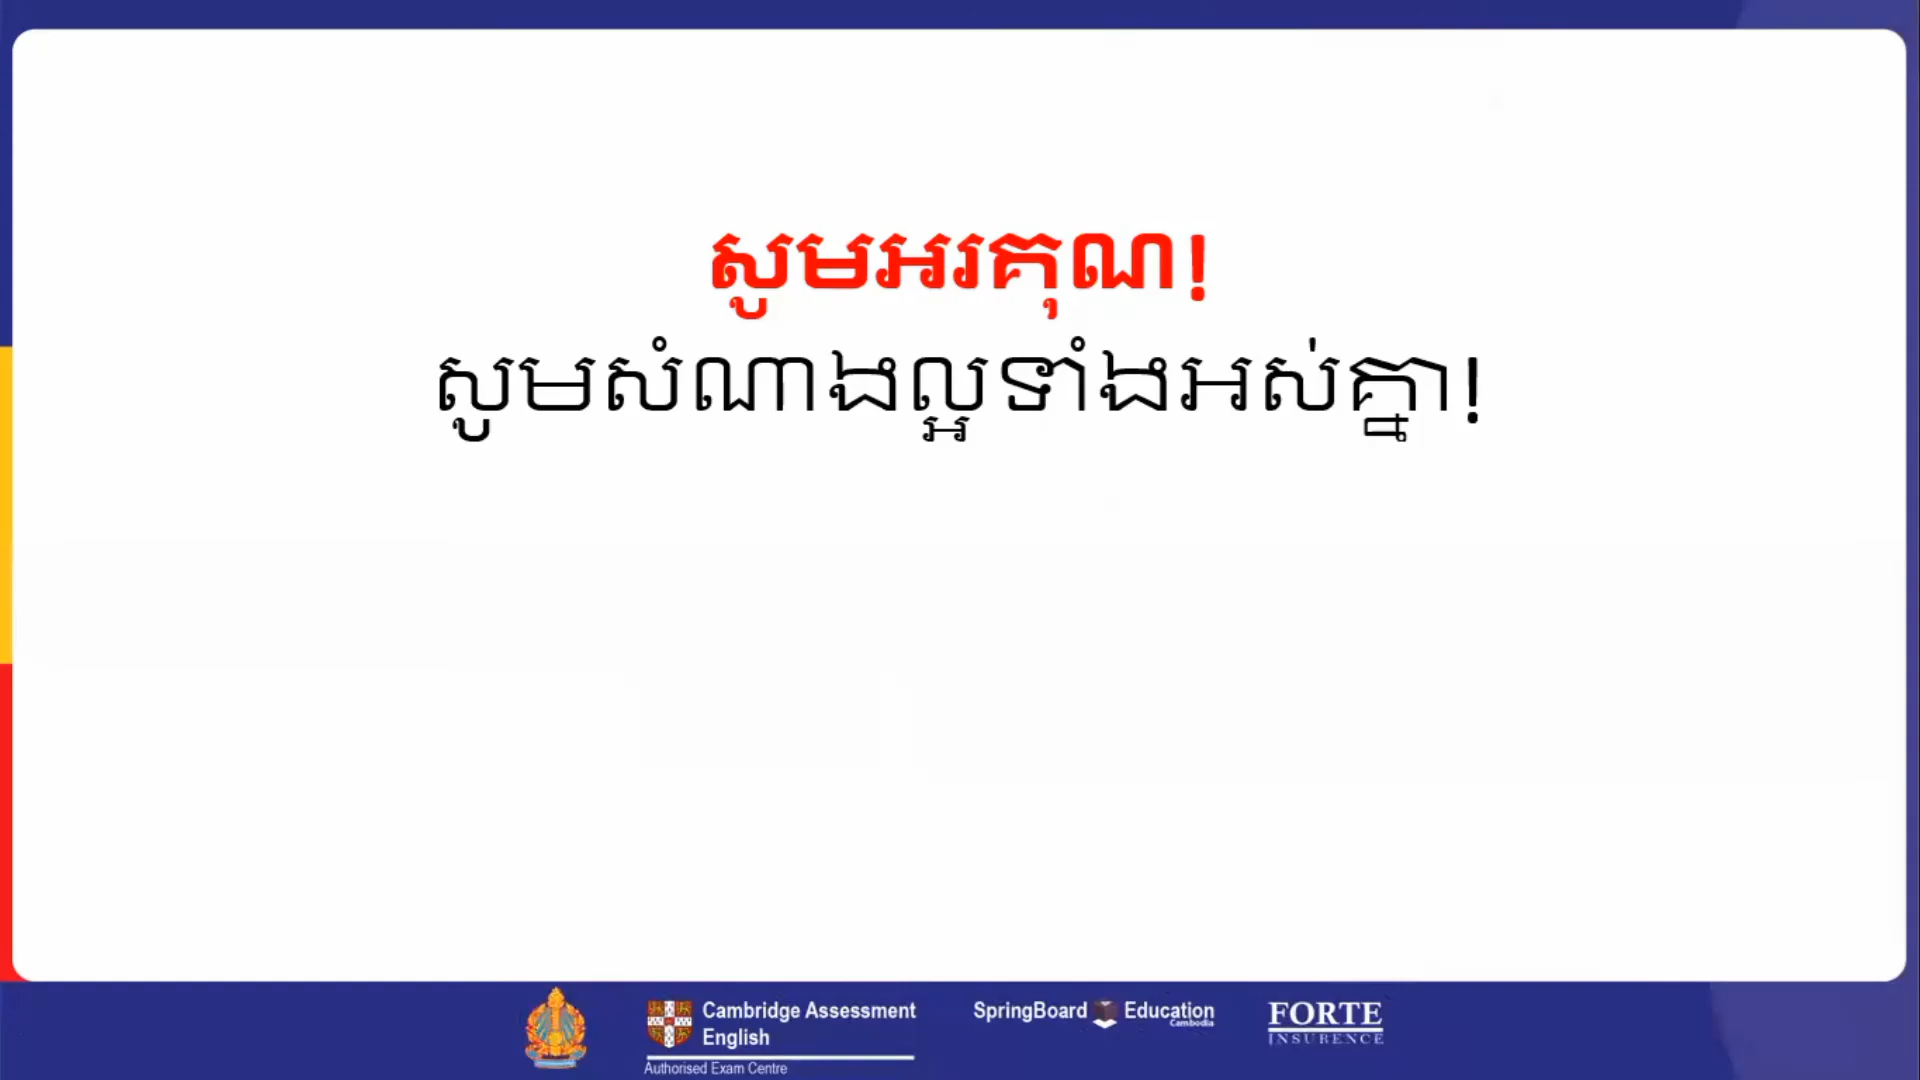 សូមអរគុណ!
សូមសំណាងល្អទាំងអស់គ្នា!
Cambridge Assessment
English
Authorised Exam Centre
SpringBoard Education
Cambodia
FORTE
INSURENCE